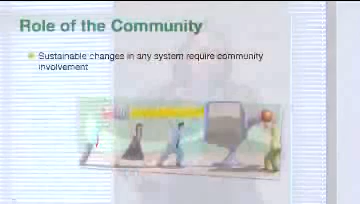 Role of the Community
Sustainable changes in any system require community
involvement